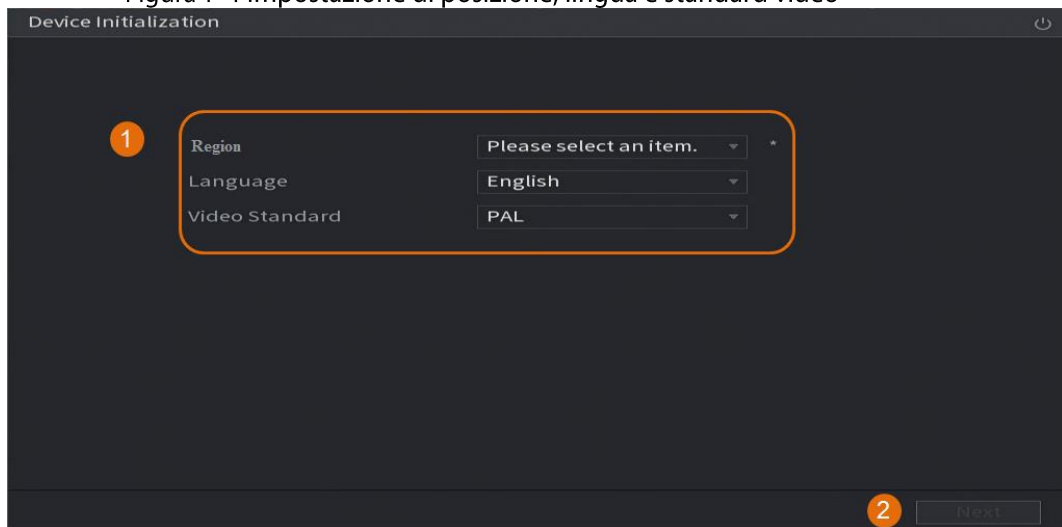 Figura 1-4 Impostazione di posizione, lingua e standard video
Device Initialization
1
Region Please select an item. *
Language English
Video Standard PAL
2 Next